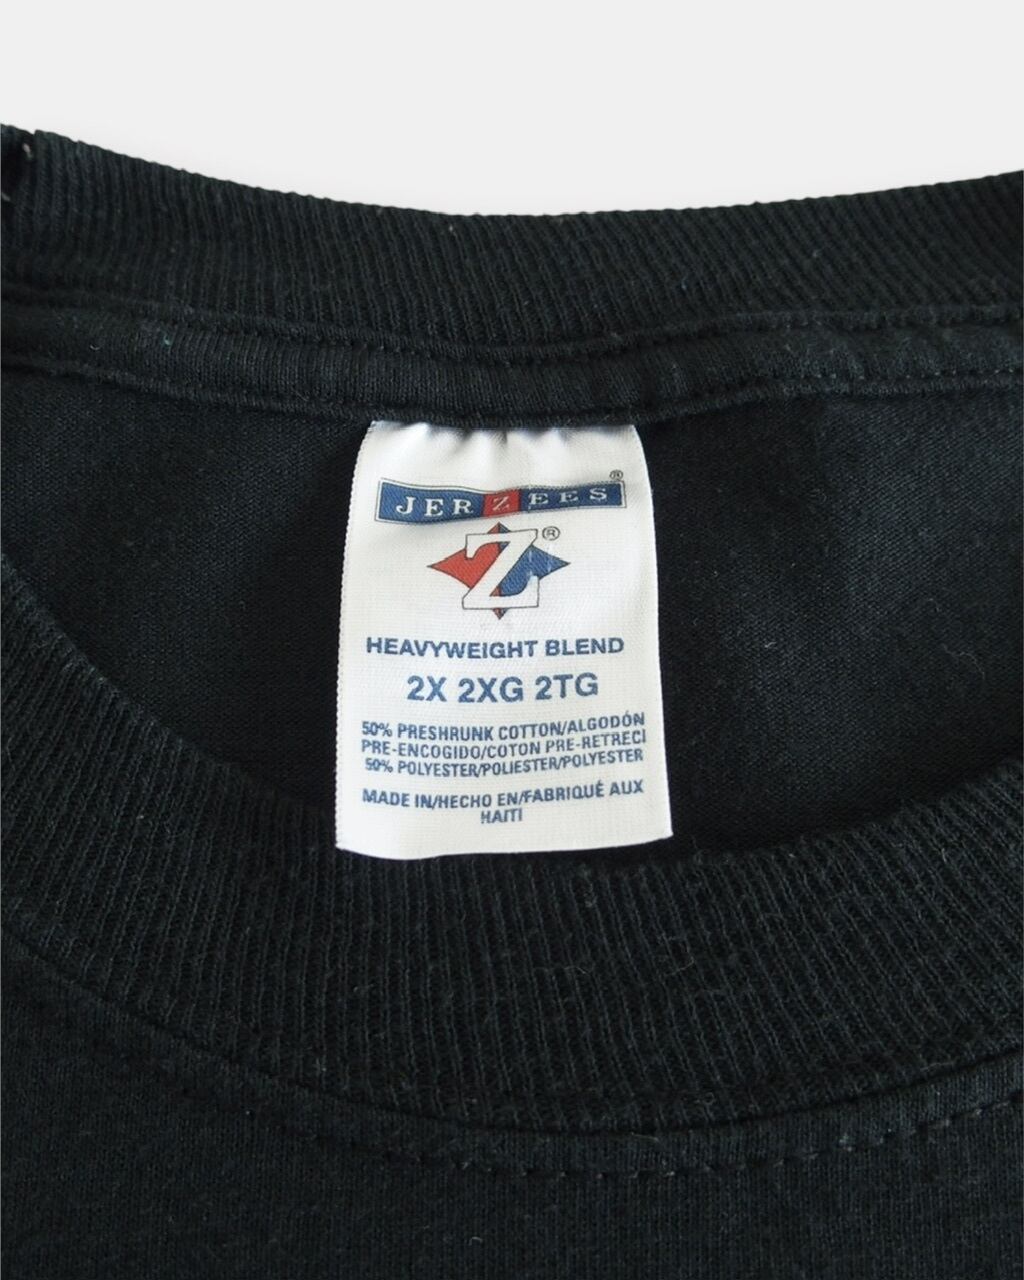 JERZEES®
Z®
HEAVYWEIGHT BLEND
2X 2XG 2TG
50% PRESHRUNK COTTON/ALGODÓN
PRE-ENCOGIDO/COTON PRE-RETRECI
50% POLYESTER/POLIESTER/POLYESTER
MADE IN/HECHO EN/FABRIQUÉ AUX
HAITI